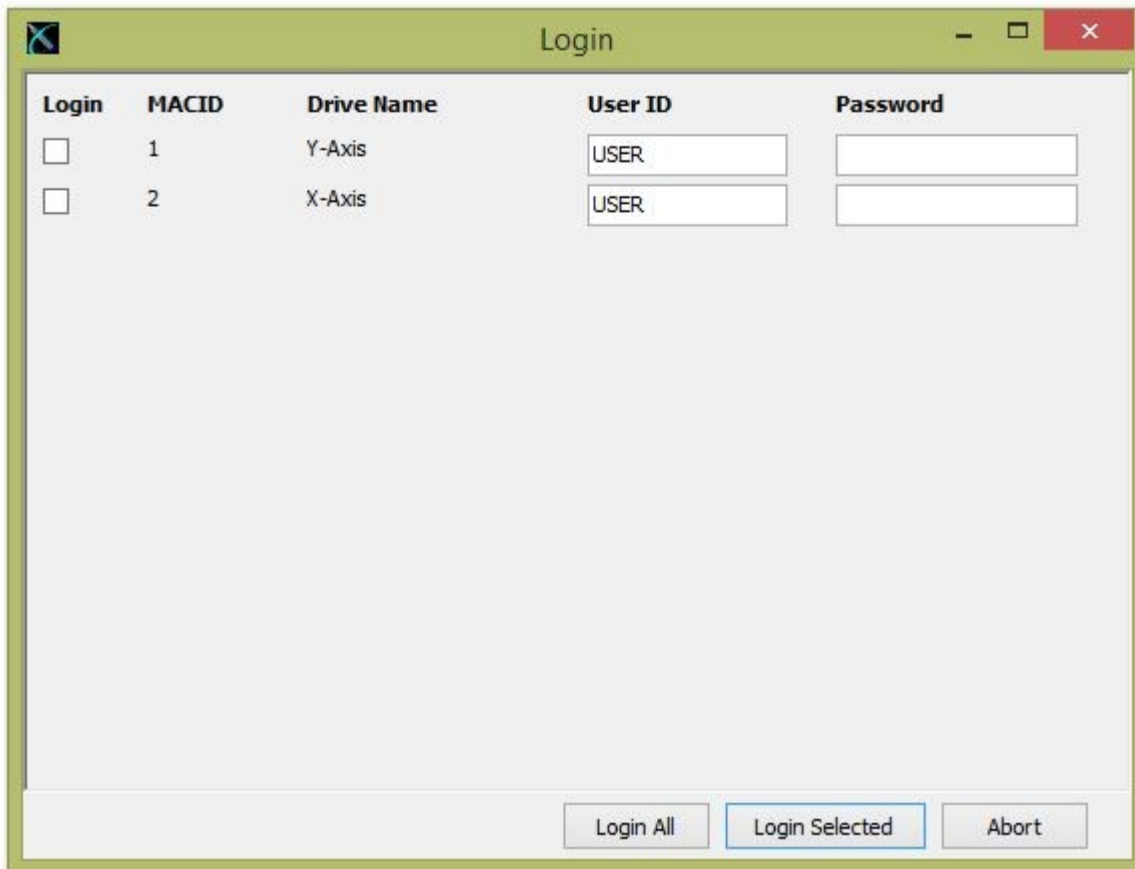 Login
Login MACID Drive Name User ID Password
1 Y-Axis USER
2 X-Axis USER
Login All Login Selected Abort